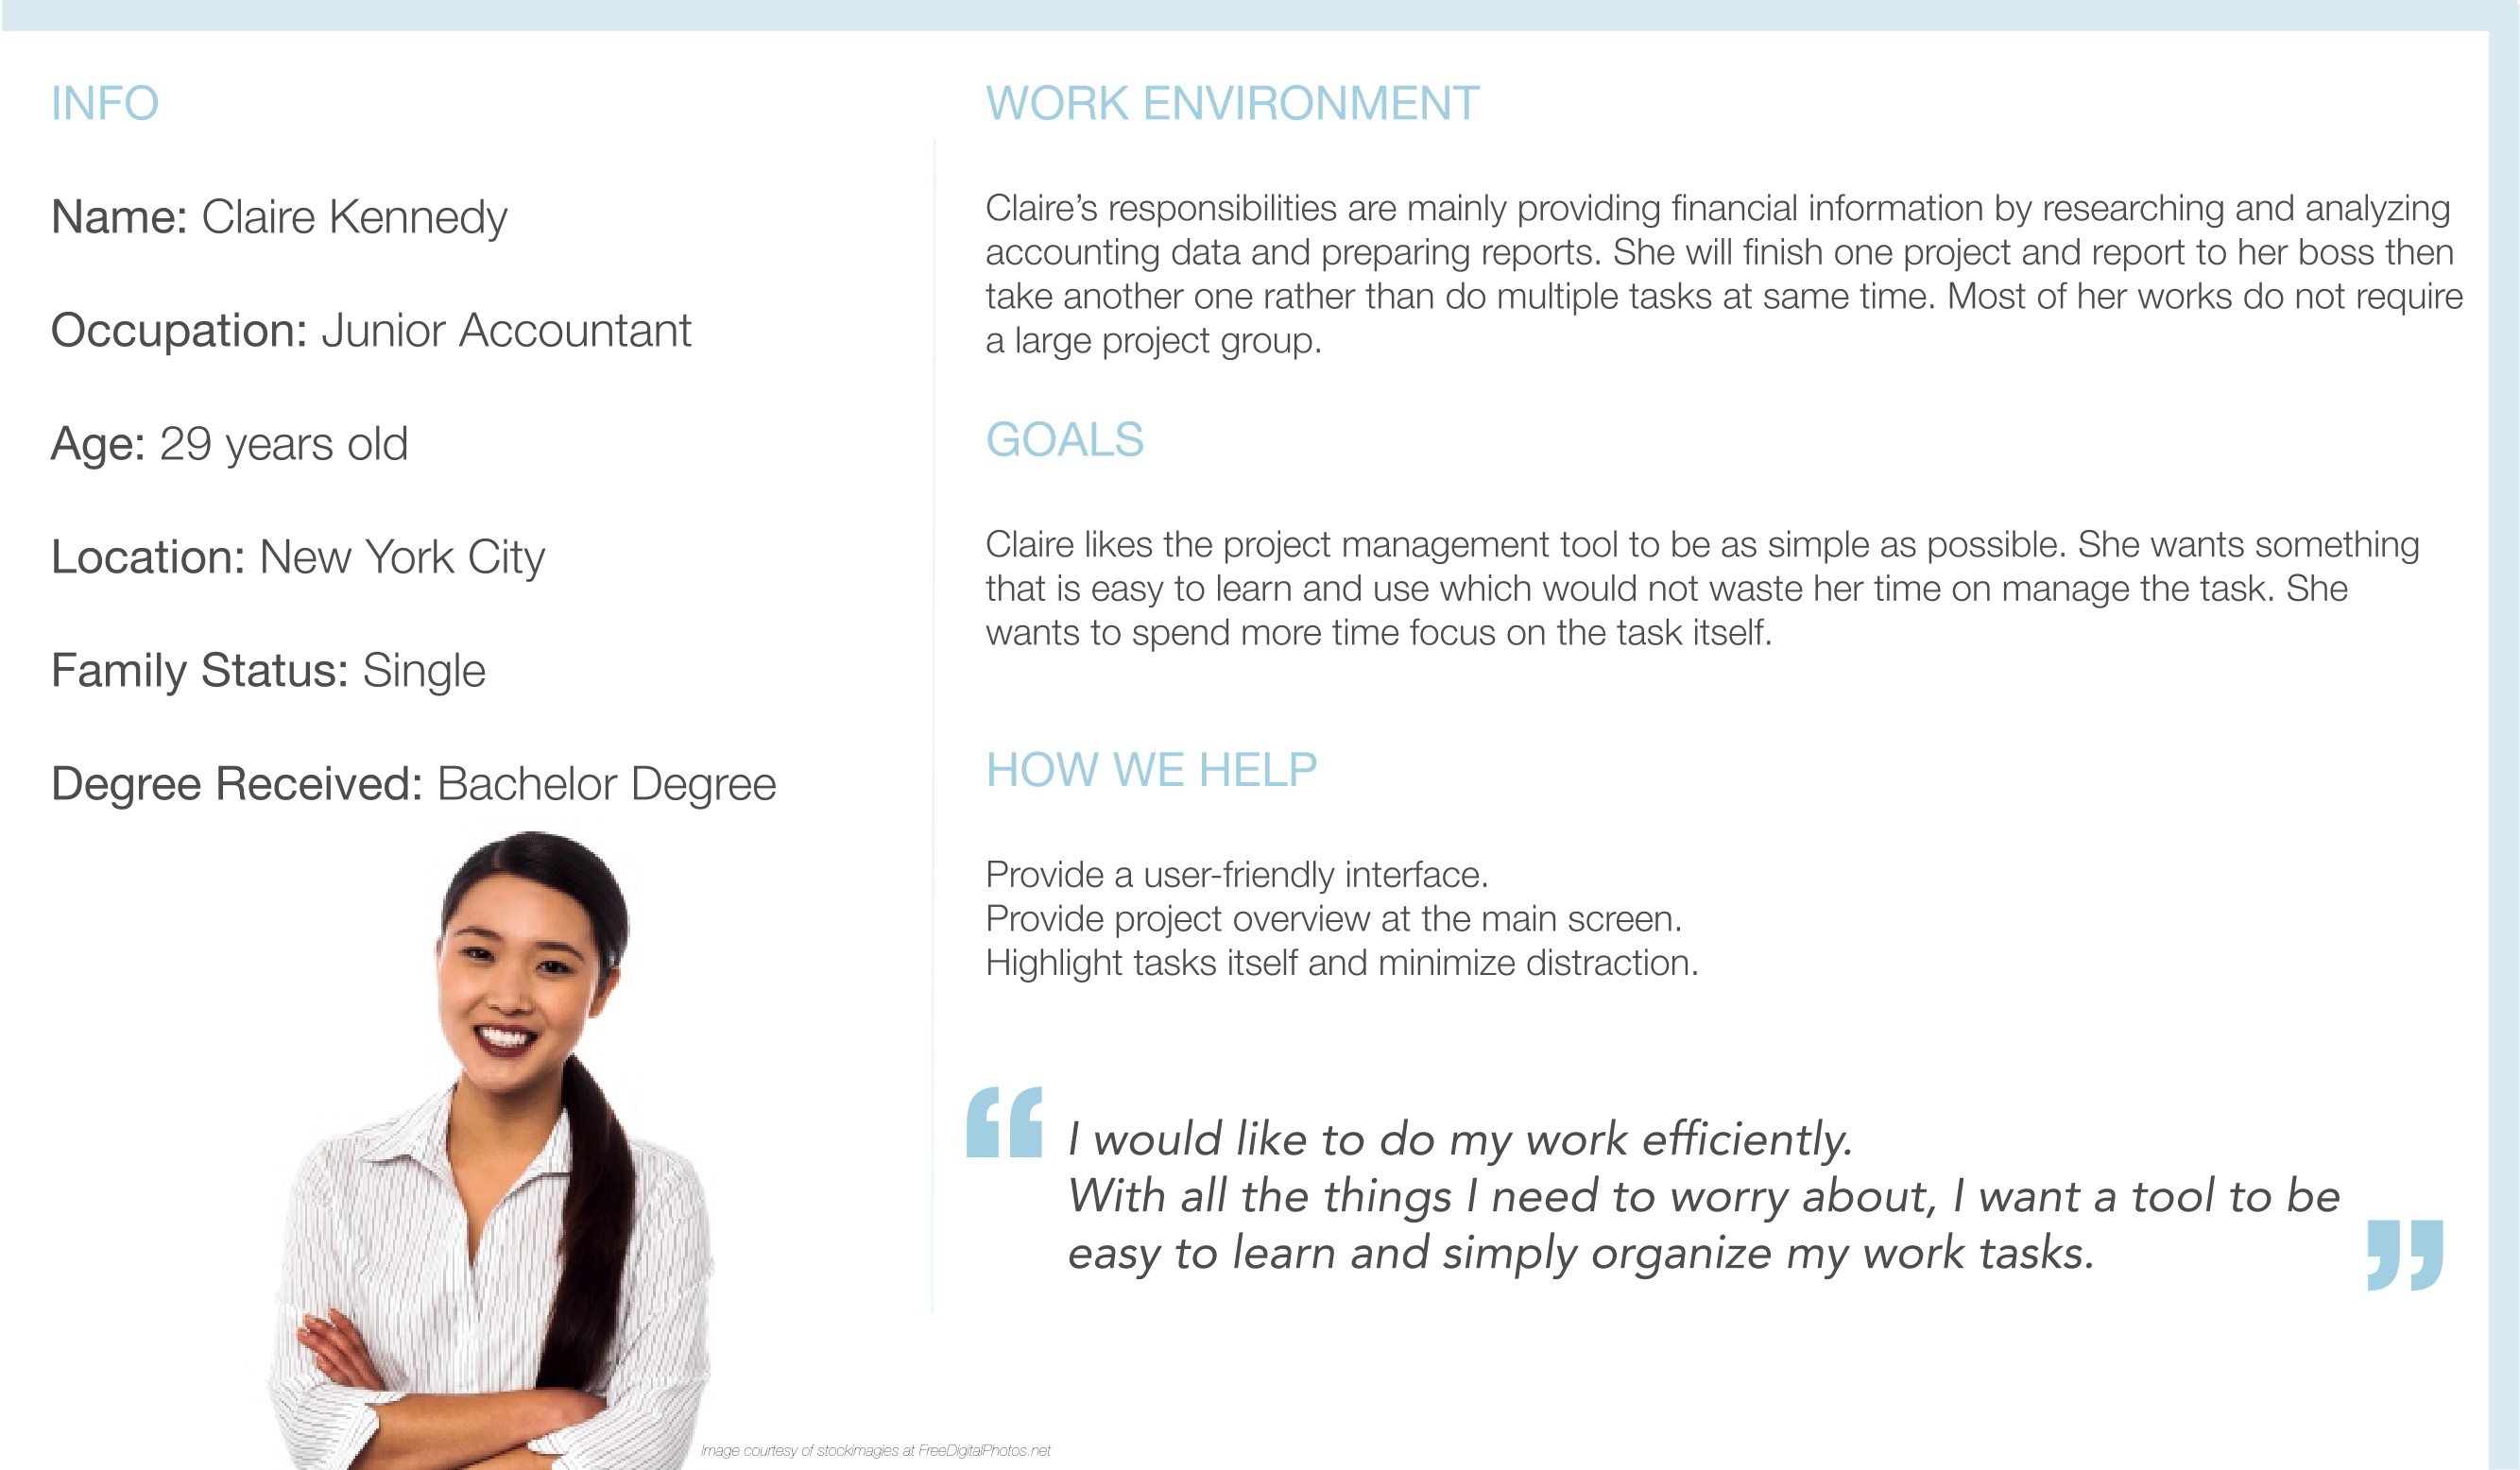 INFO
Name: Claire Kennedy
Occupation: Junior Accountant
Age: 29 years old
Location: New York City
Family Status: Single
Degree Received: Bachelor Degree
Image courtesy of stockimagies at FreeDigitalPhotos.net
WORK ENVIRONMENT
Claire’s responsibilities are mainly providing financial information by researching and analyzing
accounting data and preparing reports. She will finish one project and report to her boss then
take another one rather than do multiple tasks at same time. Most of her works do not require
a large project group.
GOALS
Claire likes the project management tool to be as simple as possible. She wants something
that is easy to learn and use which would not waste her time on manage the task. She
wants to spend more time focus on the task itself.
HOW WE HELP
Provide a user-friendly interface.
Provide project overview at the main screen.
Highlight tasks itself and minimize distraction.
“I would like to do my work efficiently.
With all the things I need to worry about, I want a tool to be
easy to learn and simply organize my work tasks.”